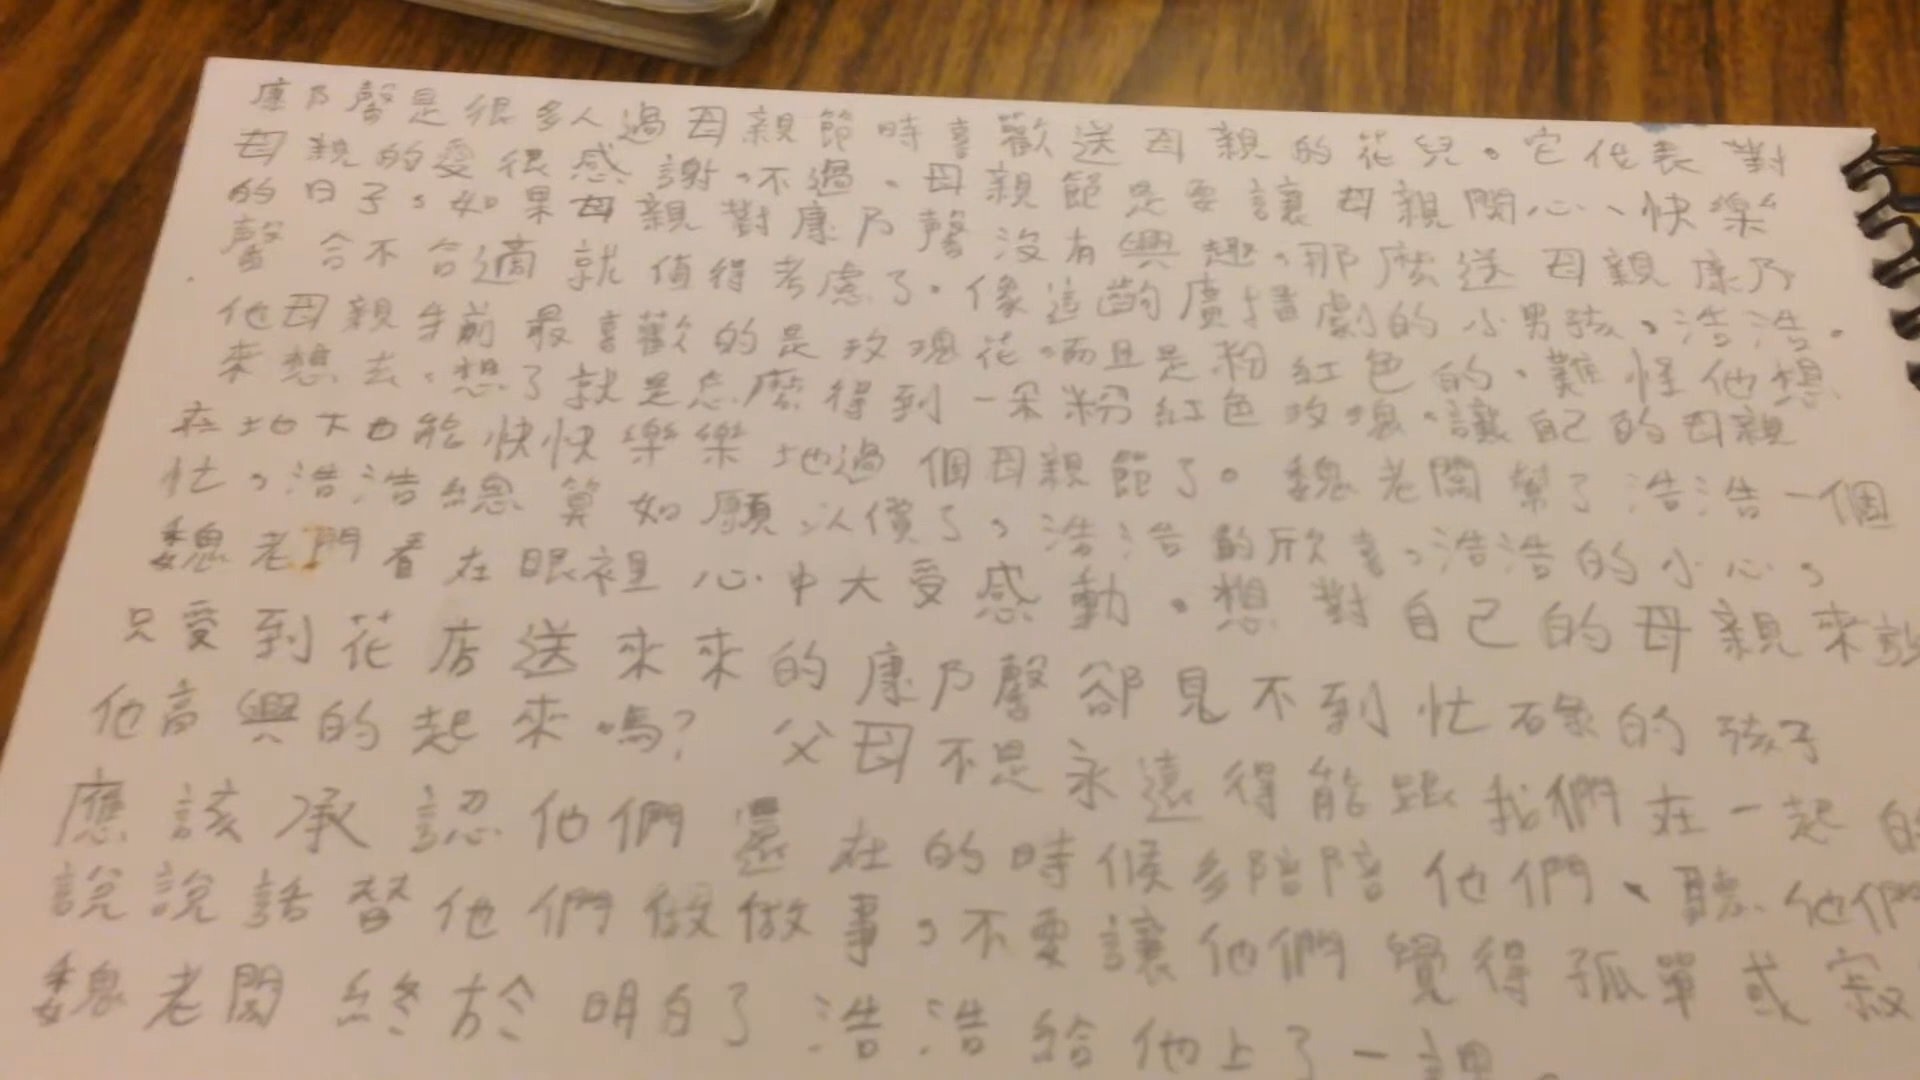 康乃馨是很多人過母親節時喜歡送母親的花兒。它代表對
母親的愛很感謝。不過,母親節是要讓母親開心、快樂
的日子。如果母親對康乃馨沒有興趣,那麼送母親康乃
馨合不合適就值得考慮了。像這齣廣播劇的小男孩,浩浩。
他母親生前最喜歡的是玫瑰花,而且是粉紅色的。難怪他想
來想去,想了就是怎麼得到一朵粉紅色玫瑰,讓自己的母親
在地下也能快快樂樂地過個母親節了。魏老闆幫了浩浩一個
忙,浩浩總算如願以償了,浩浩的欣喜,浩浩的小心,
魏老闆看在眼裡心中大受感動。想對自己的母親來說
只受到花店送來來的康乃馨卻見不到忙碌的孩子
他高興的起來嗎?父母不是永遠得能跟我們在一起的
應該承認他們還在的時候多陪陪他們、聽他們
說說話替他們做做事,不要讓他們覺得孤單或寂
魏老闆終於明白了浩浩給他上了一課。